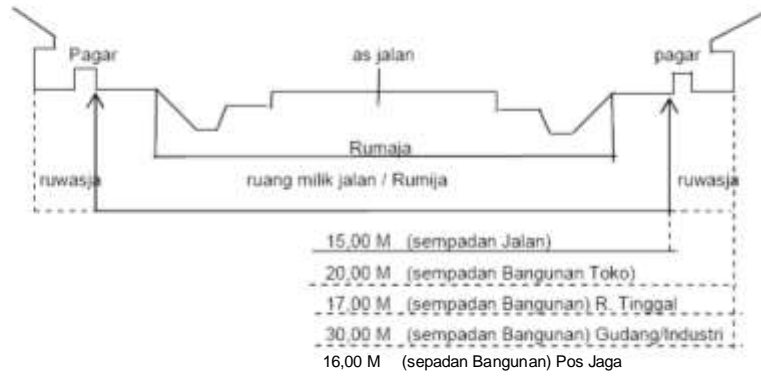 Pagar as jalan pagar
Rumaja
ruwasja ruang milik jalan / Rumija ruwasja
15,00 M (sempadan Jalan)
20,00 M (sempadan Bangunan Toko)
17,00 M (sempadan Bangunan) R. Tinggal
30,00 M (sempadan Bangunan) Gudang/Industri
16,00 M (sepadan Bangunan) Pos Jaga